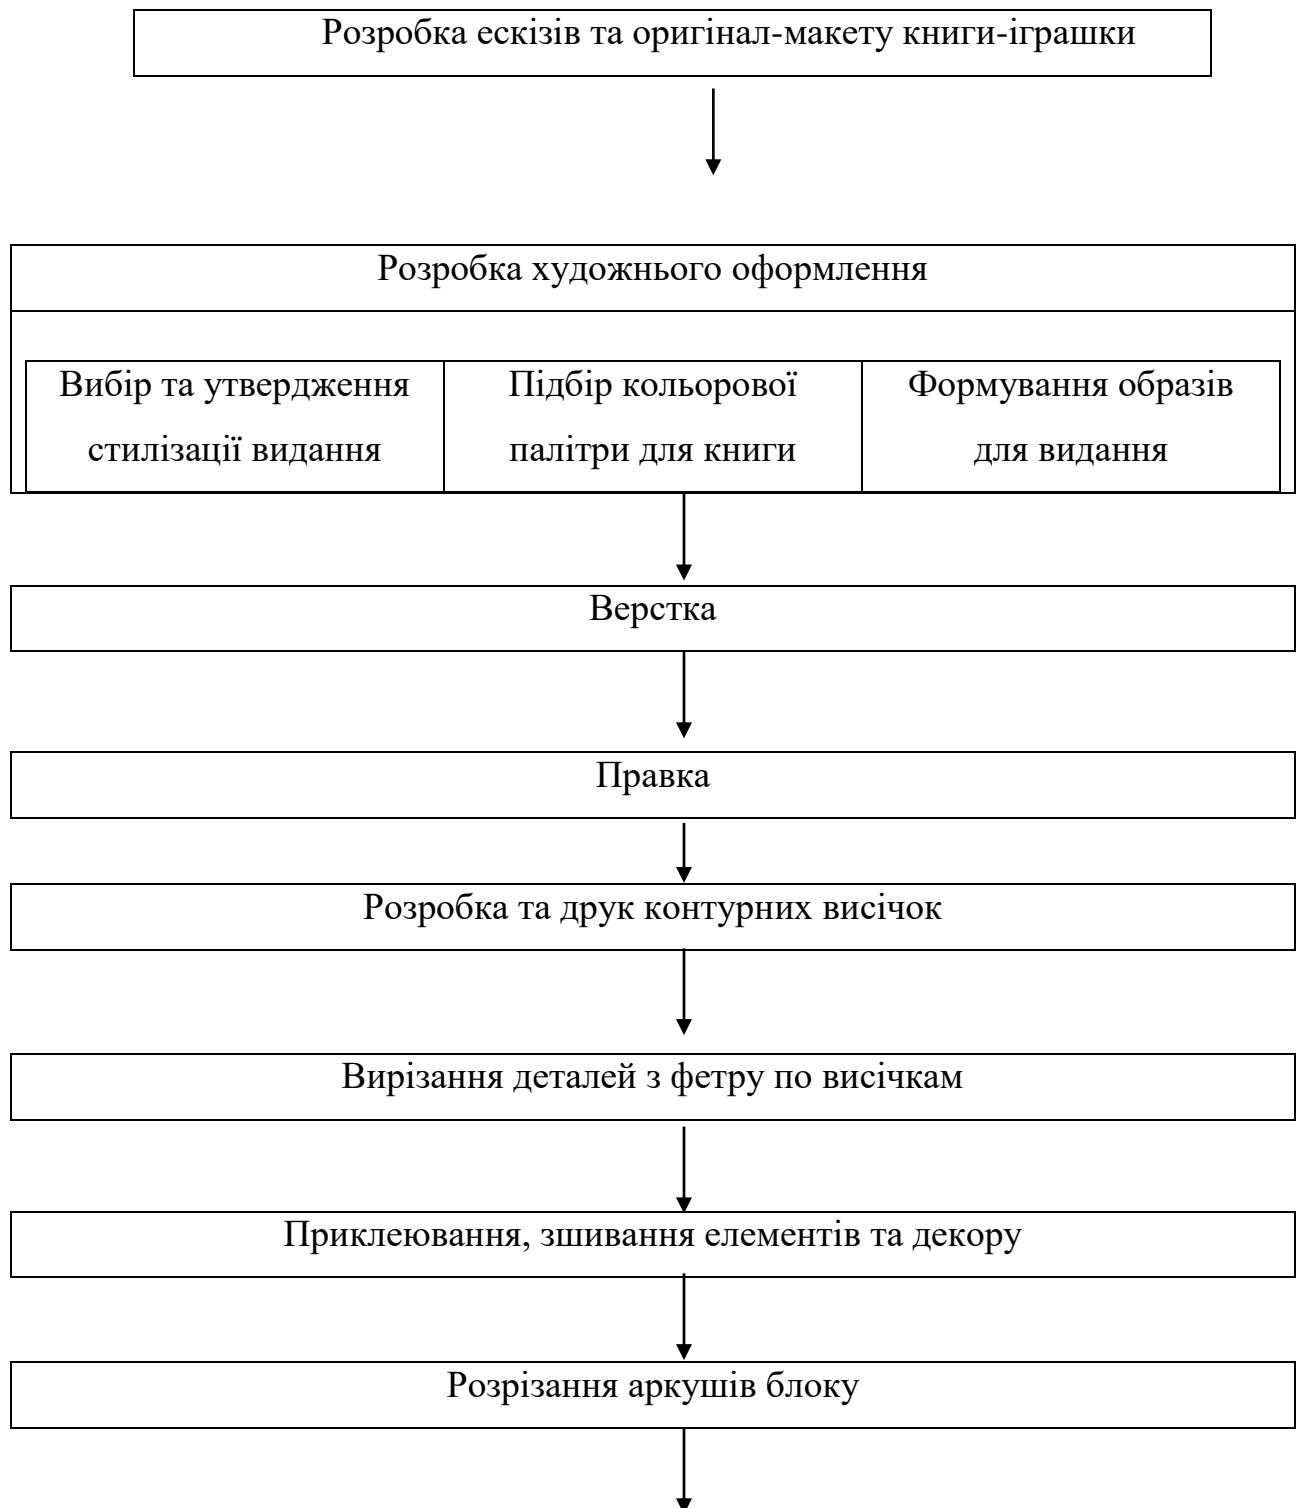 Розробка ескізів та оригінал-макету книги-іграшки
Розробка художнього оформлення
Вибір та утвердження
стилізації видання
Підбір кольорової
палітри для книги
Формування образів
для видання
Верстка
Правка
Розробка та друк контурних висічок
Вирізання деталей з фетру по висічкам
Приклеювання, зшивання елементів та декору
Розрізання аркушів блоку